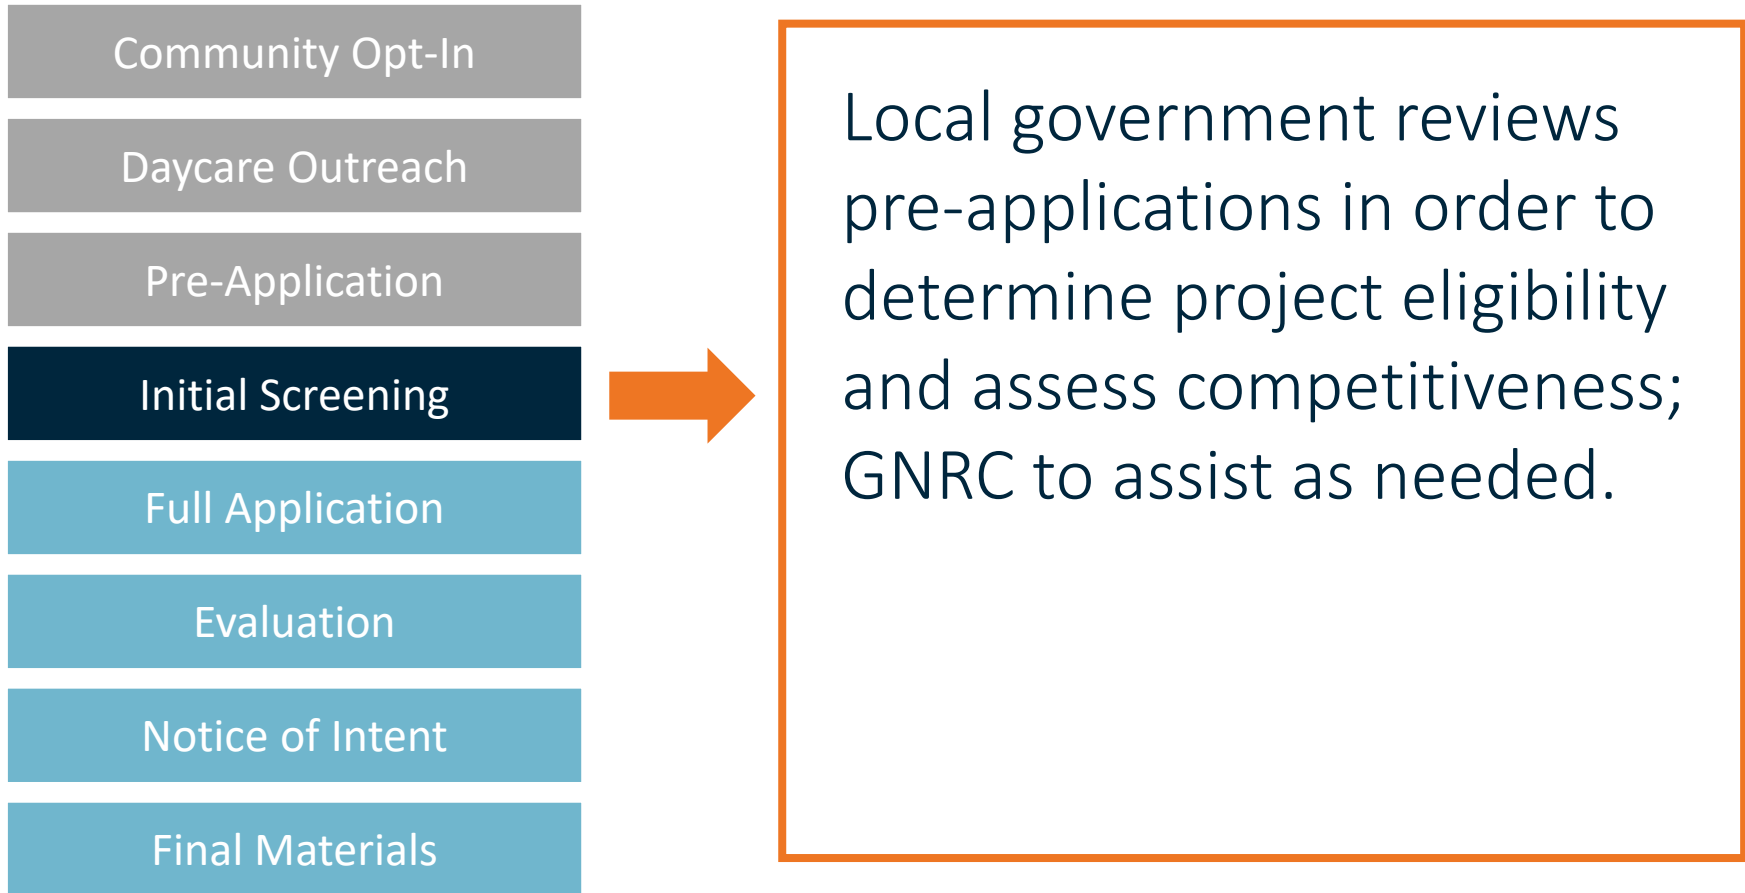 Community Opt-In
Daycare Outreach
Pre-Application
Initial Screening
Full Application
Evaluation
Notice of Intent
Final Materials
Local government reviews
pre-applications in order to
determine project eligibility
and assess competitiveness;
GNRC to assist as needed.